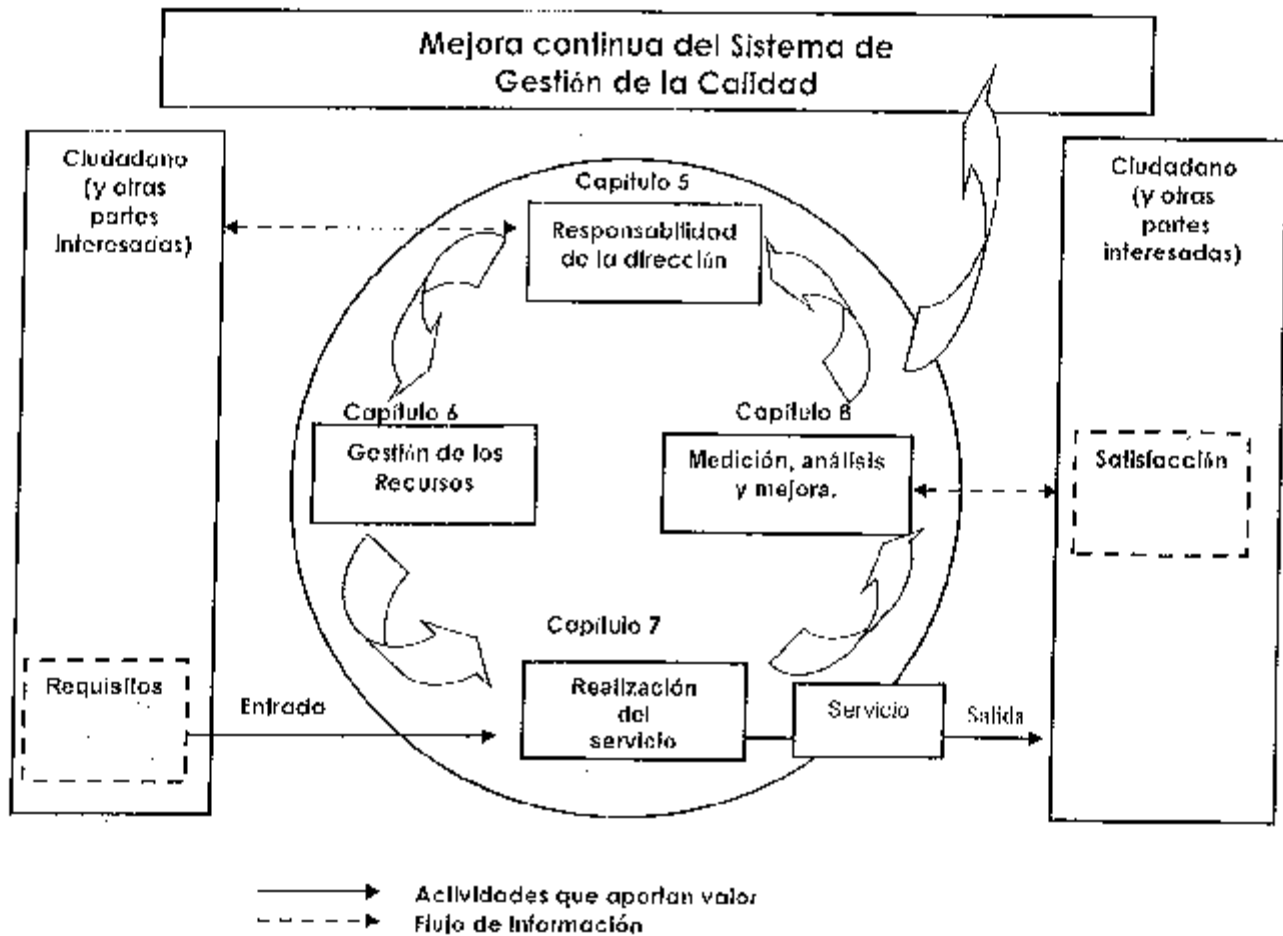 Mejora continua del Sistema de
Gestión de la Calidad
Ciudadano
(y otras
partes
interesadas)
Capítulo 5
Responsabilidad
de la dirección
Ciudadano
(y otras
partes
interesadas)
Capítulo 6
Gestión de los
Recursos
Capítulo 8
Medición, análisis
y mejora.
Satisfacción
Capítulo 7
Requisitos
Entrada
Realización
del
servicio
Servicio
Salida
Actividades que aportan valor
Flujo de Información